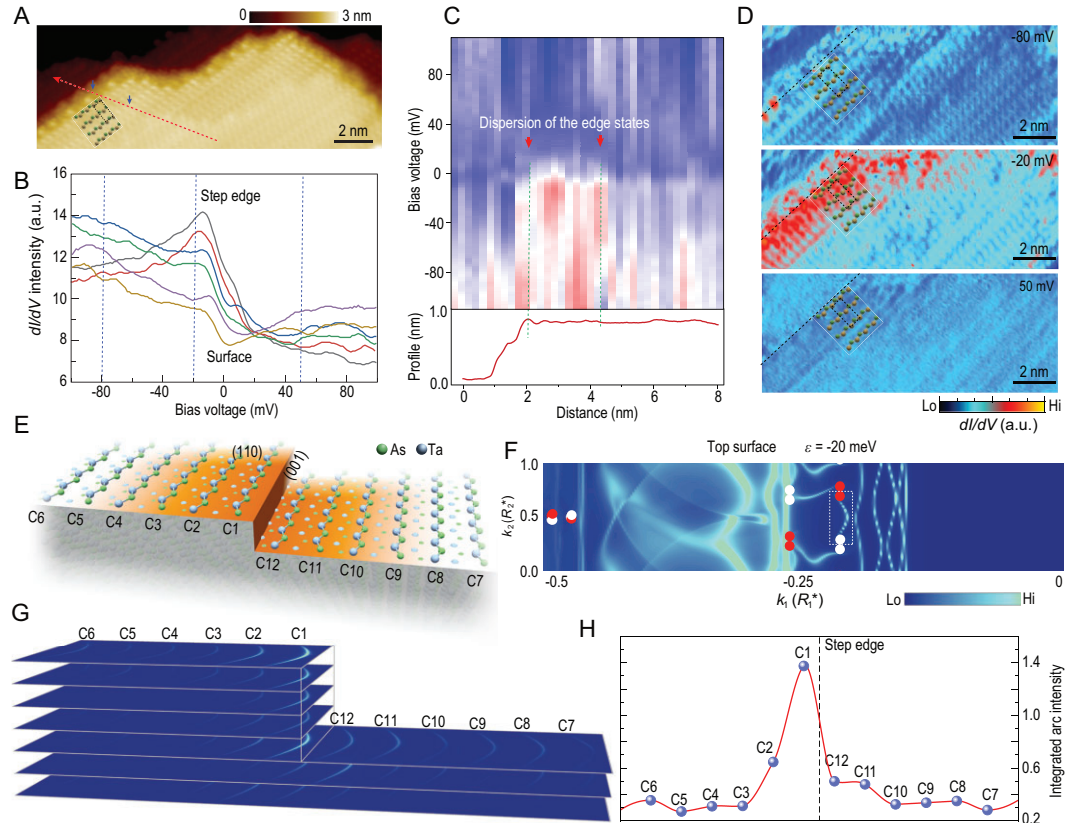 A
0
3 nm
2 nm
B
16
14
12
10
8
6
dI/dV intensity (a.u.)
Step edge
Surface
-80
-40
0
40
80
Bias voltage (mV)
C
100
80
40
0
-40
-80
Bias voltage (mV)
Dispersion of the edge states
1.0
0.0
Profile (nm)
0
2
4
6
8
Distance (nm)
D
-80 mV
2 nm
-20 mV
2 nm
50 mV
2 nm
Lo
Hi
dI/dV (a.u.)
E
As
Ta
(110)
(001)
C6
C5
C4
C3
C2
C1
C12
C11
C10
C9
C8
C7
F
Top surface
ε = -20 meV
1.0
0.5
0.0
k₂(R₂*)
-0.5
-0.25
0
k₁(R₁*)
Lo
Hi
G
C6
C5
C4
C3
C2
C1
C12
C11
C10
C9
C8
C7
H
Step edge
C1
C2
C12
C11
C6
C5
C4
C3
C10
C9
C8
C7
1.4
1.0
0.6
0.2
Integrated arc intensity